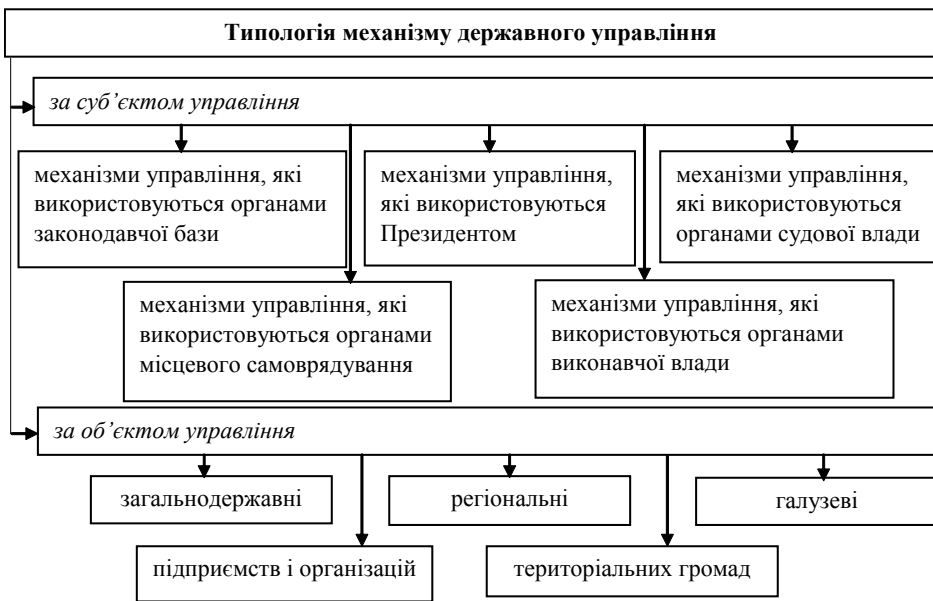 Типологія механізму державного управління
за суб’єктом управління
механізми управління, які
використовуються органами
законодавчої бази
механізми управління,
які використовуються
Президентом
механізми управління,
які використовуються
органами судової влади
механізми управління, які
використовуються органами
місцевого самоврядування
механізми управління, які
використовуються органами
виконавчої влади
за об’єктом управління
загальнодержавні
регіональні
галузеві
підприємств і організацій
територіальних громад